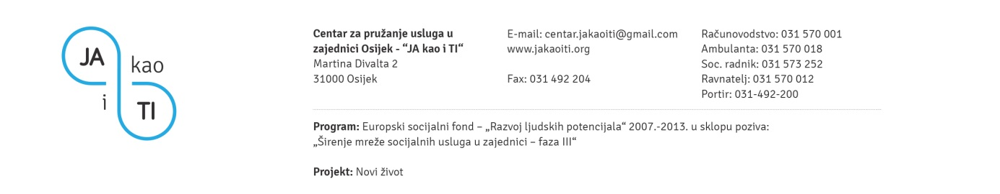 JA
kao
i
TI
Centar za pružanje usluga u
zajednici Osijek - “JA kao i TI“
Martina Divalta 2
31000 Osijek
E-mail: centar.jakaoiti@gmail.com
www.jakaoiti.org
Fax: 031 492 204
Računovodstvo: 031 570 001
Ambulanta: 031 570 018
Soc. radnik: 031 573 252
Ravnatelj: 031 570 012
Portir: 031-492-200
Program: Europski socijalni fond – „Razvoj ljudskih potencijala“ 2007.-2013. u sklopu poziva:
„Širenje mreže socijalnih usluga u zajednici – faza III“
Projekt: Novi život